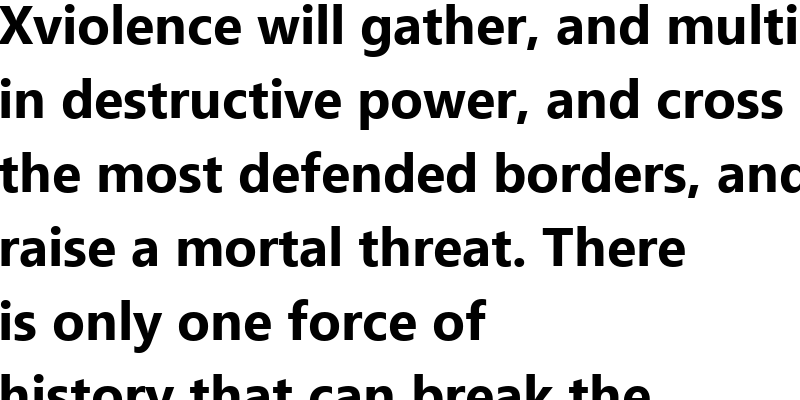 Xviolence will gather, and multi
in destructive power, and cross
the most defended borders, and
raise a mortal threat. There
is only one force of
history that can break the